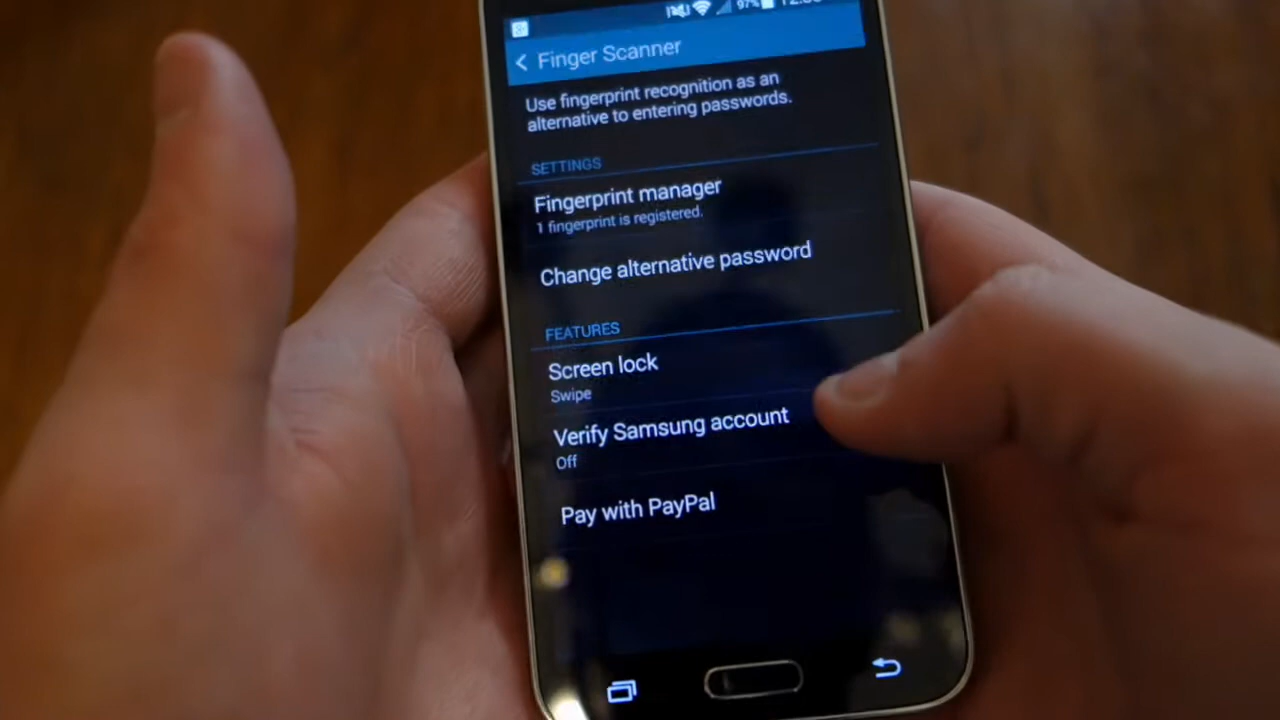 97%
Finger Scanner
Use fingerprint recognition as an
alternative to entering passwords.
SETTINGS
Fingerprint manager
1 fingerprint is registered.
Change alternative password
FEATURES
Screen lock
Swipe
Verify Samsung account
Off
Pay with PayPal